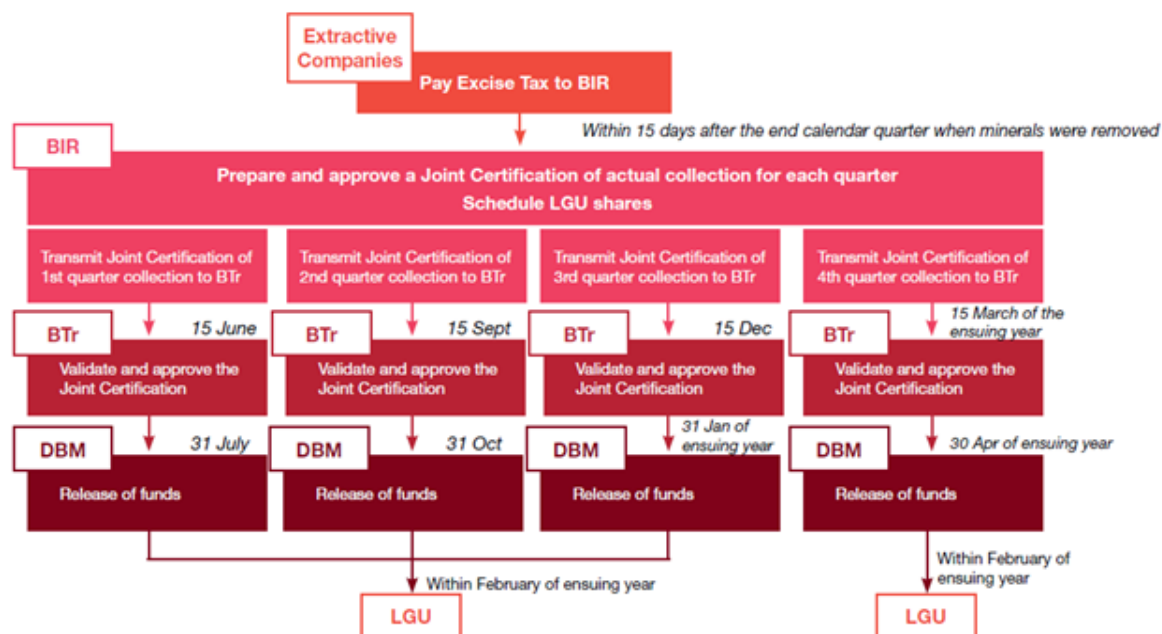 Extractive
Companies
Pay Excise Tax to BIR
Within 15 days after the end calendar quarter when minerals were removed
BIR
Prepare and approve a Joint Certification of actual collection for each quarter
Schedule LGU shares
Transmit Joint Certification of
1st quarter collection to BTr
Transmit Joint Certification of
2nd quarter collection to BTr
Transmit Joint Certification of
3rd quarter collection to BTr
Transmit Joint Certification of
4th quarter collection to BTr
BTr
15 June
BTr
15 Sept
BTr
15 Dec
BTr
15 March of the
ensuing year
Validate and approve the
Joint Certification
Validate and approve the
Joint Certification
Validate and approve the
Joint Certification
Validate and approve the
Joint Certification
DBM
31 July
DBM
31 Oct
DBM
31 Jan of
ensuing year
DBM
30 Apr of ensuing year
Release of funds
Release of funds
Release of funds
Release of funds
Within February of ensuing year
Within February of
ensuing year
LGU
LGU